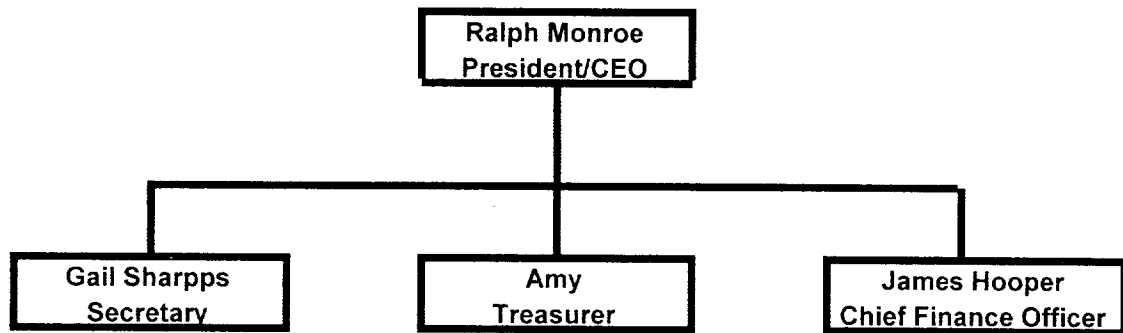 Ralph Monroe
President/CEO
Gail Sharpps
Secretary
Amy
Treasurer
James Hooper
Chief Finance Officer